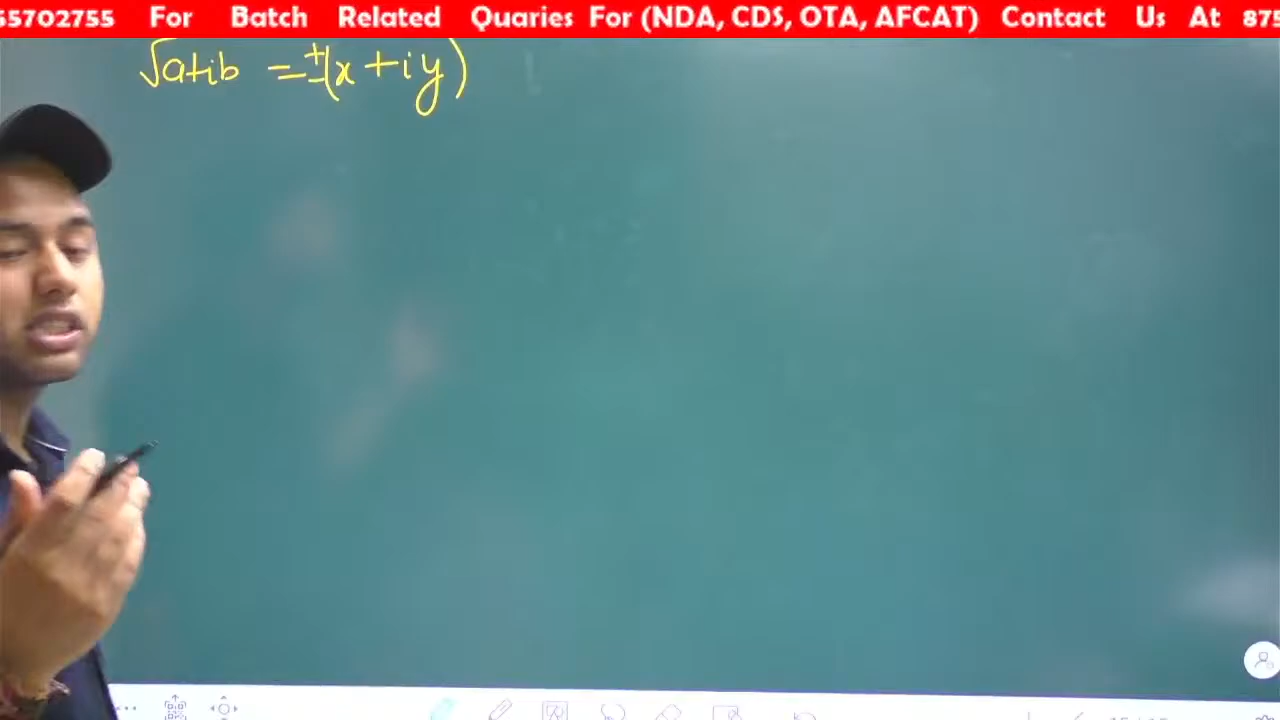 55702755 For Batch Related Quaries For (NDA, CDS, OTA, AFCAT) Contact Us At 875
√a+ib = ±(x + iy)